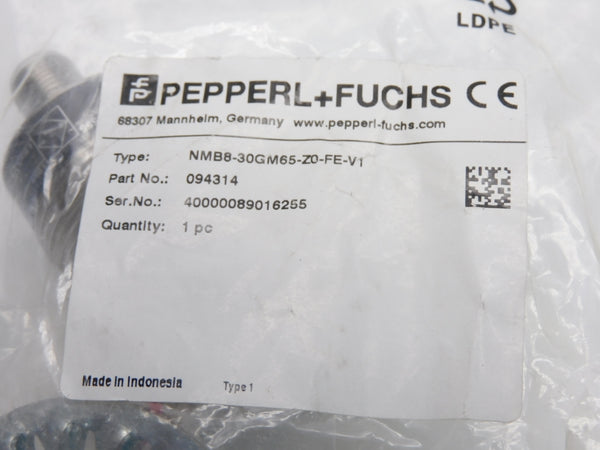 LDPE
PEPPERL+FUCHS CE
68307 Mannheim, Germany www.pepperl-fuchs.com
Type: NMB8-30GM65-Z0-FE-V1
Part No.: 094314
Ser.No.: 40000089016255
Quantity: 1 pc
Made in Indonesia Type 1